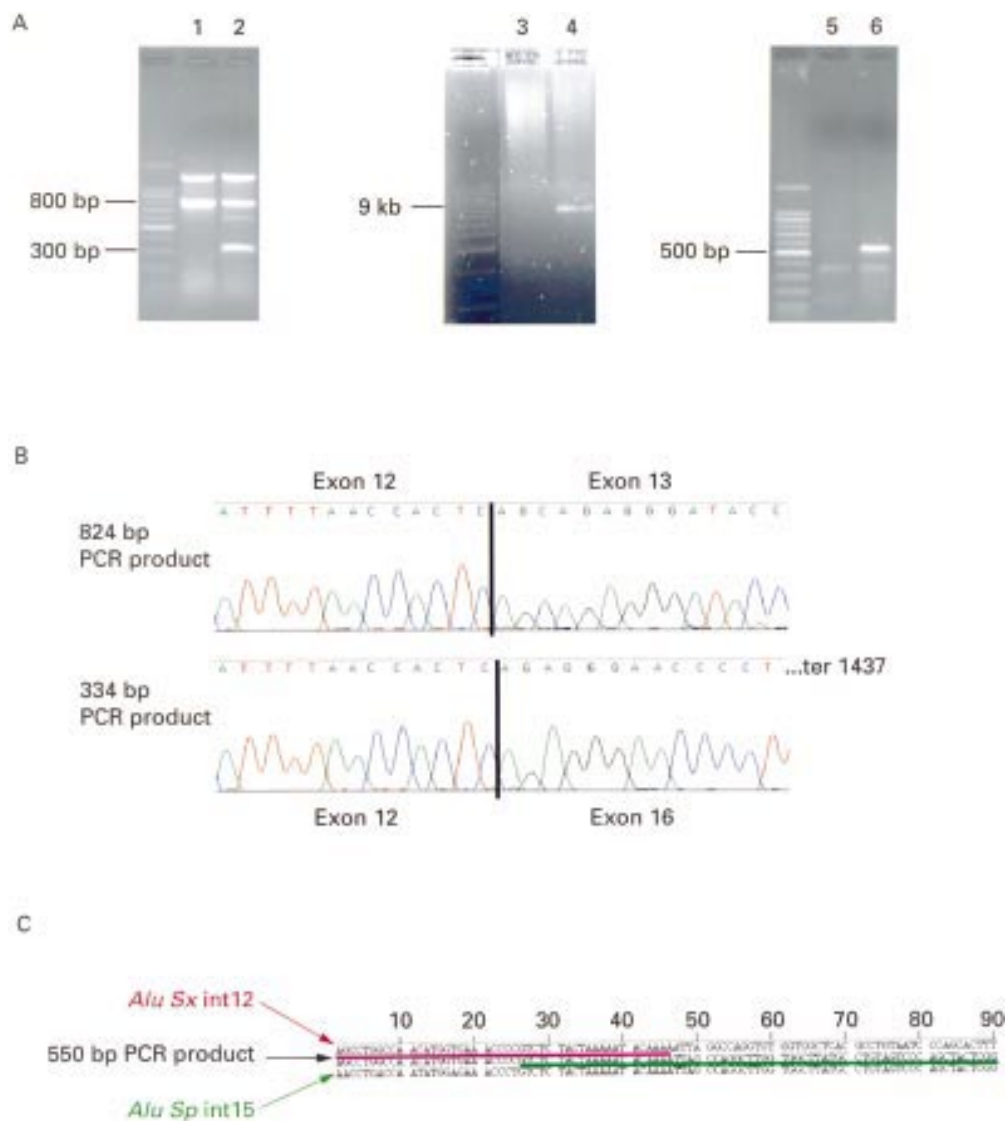 A
1 2
3 4
5 6
800 bp
300 bp
9 kb
500 bp
B
Exon 12 Exon 13
A T T T T A A C C A C T C A G C A G A G G G A T A C C
824 bp
PCR product
A T T T T A A C C A C T C A G A G G G A A C C C C T ...ter 1437
334 bp
PCR product
Exon 12 Exon 16
C
Alu Sx int12
10 20 30 40 50 60 70 80 90
550 bp PCR product
Alu Sp int15